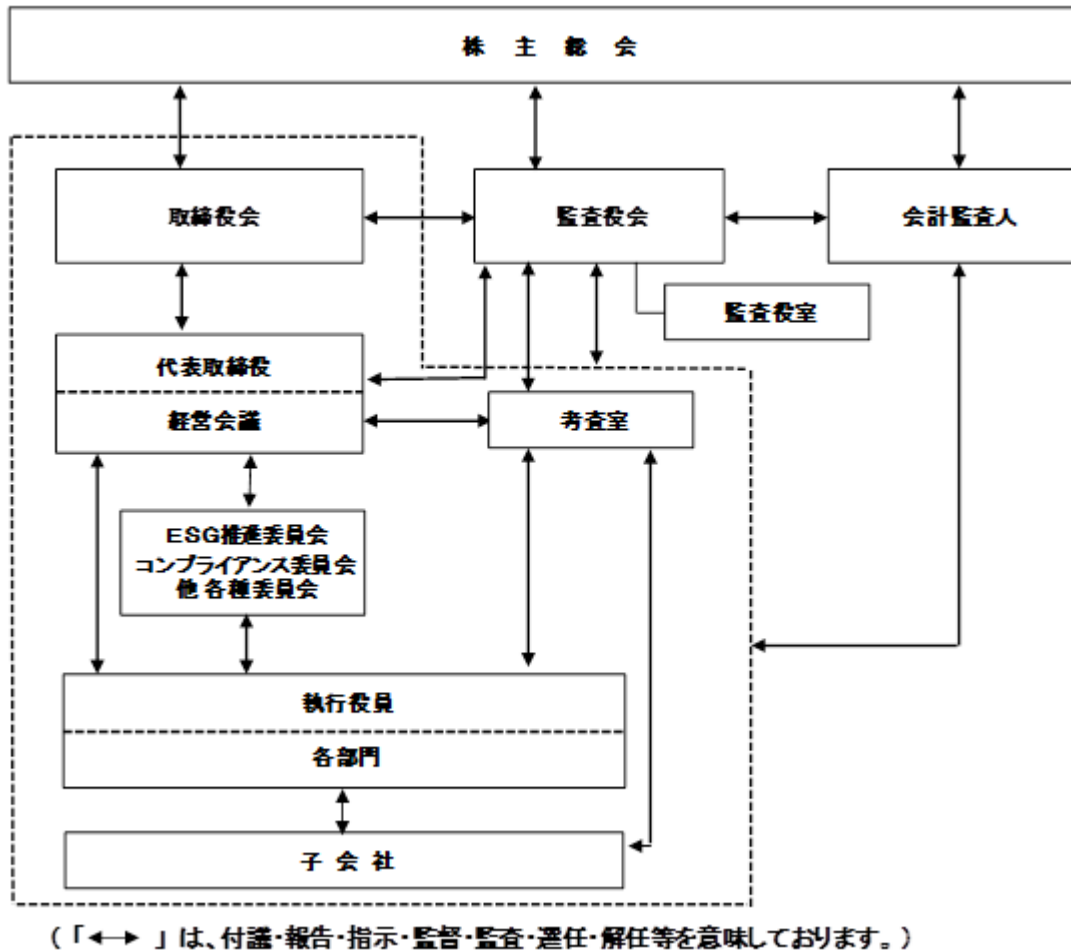 株 主 総 会
取締役会
監査役会
会計監査人
監査役室
代表取締役
経営会議
考査室
ESG推進委員会
コンプライアンス委員会
他 各種委員会
執行役員
各部門
子 会 社
(「←→ 」は、付議・報告・指示・監督・監査・選任・解任等を意味しております。)